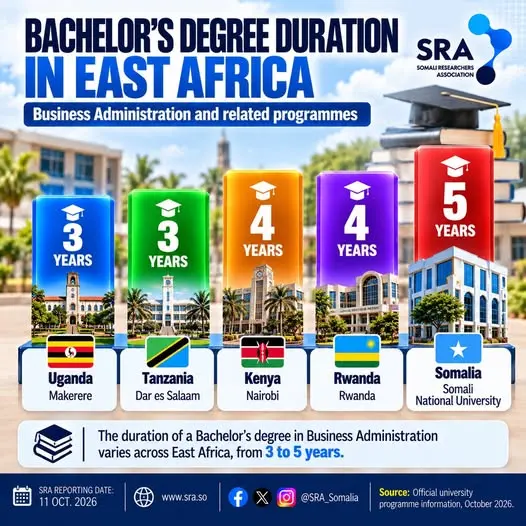 BACHELOR'S DEGREE DURATION
IN EAST AFRICA
Business Administration and related programmes
SRA
SOMALI RESEARCHERS
ASSOCIATION
3
YEARS
3
YEARS
4
YEARS
4
YEARS
5
YEARS
Uganda
Makerere
Tanzania
Dar es Salaam
Kenya
Nairobi
Rwanda
Rwanda
Somalia
Somali
National University
The duration of a Bachelor's degree in Business Administration
varies across East Africa, from 3 to 5 years.
SRA REPORTING DATE:
11 OCT. 2026
www.sra.so
@SRA_Somalia
Source: Official university
programme information, October 2026.